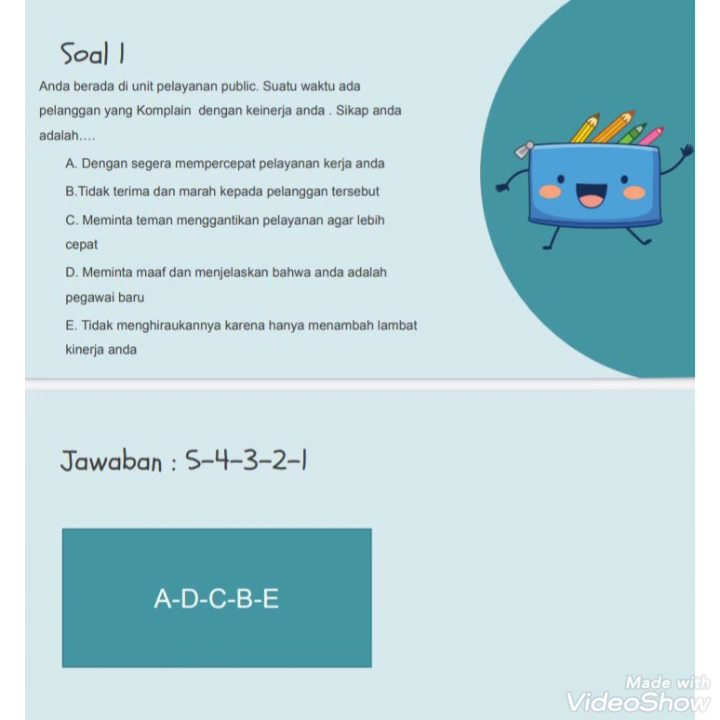 Soal 1
Anda berada di unit pelayanan public. Suatu waktu ada
pelanggan yang Komplain dengan keinerja anda . Sikap anda
adalah....
A. Dengan segera mempercepat pelayanan kerja anda
B.Tidak terima dan marah kepada pelanggan tersebut
C. Meminta teman menggantikan pelayanan agar lebih
cepat
D. Meminta maaf dan menjelaskan bahwa anda adalah
pegawai baru
E. Tidak menghiraukannya karena hanya menambah lambat
kinerja anda
Jawaban : 5-4-3-2-1
A-D-C-B-E
Made with
VideoShow